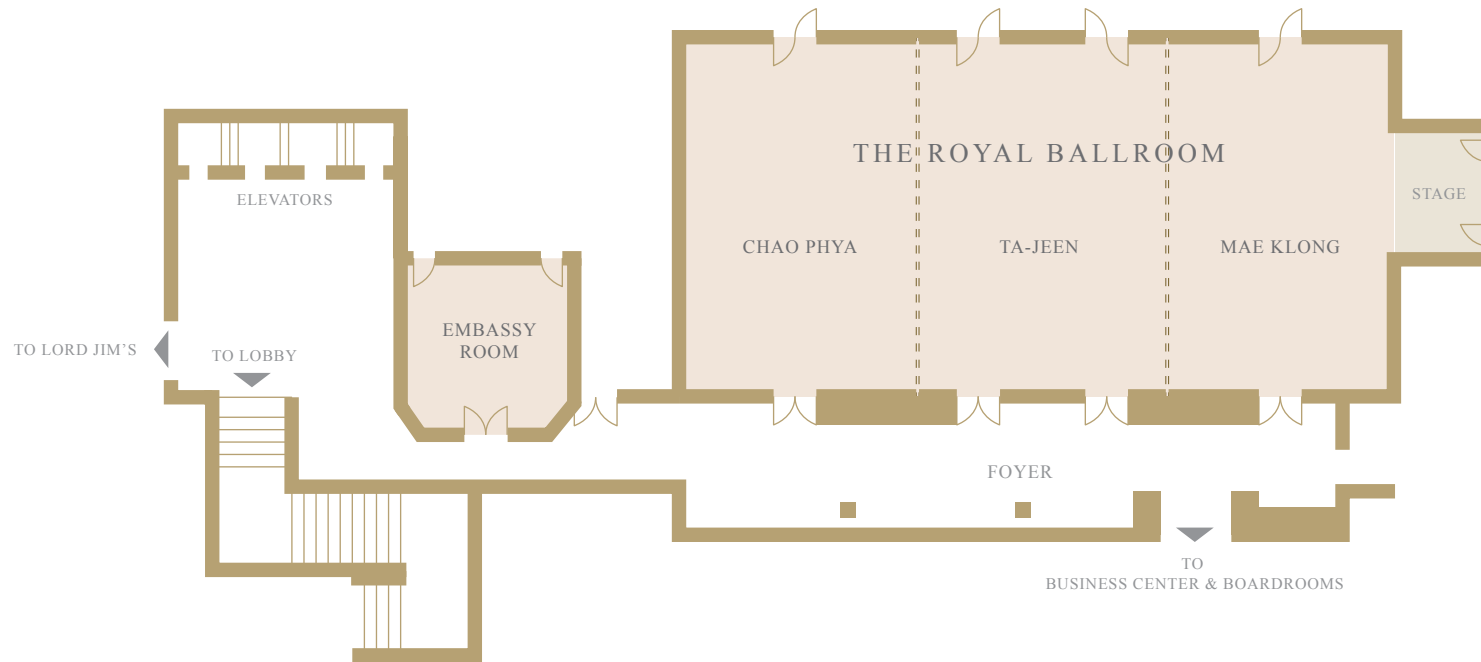 THE ROYAL BALLROOM
STAGE
ELEVATORS
CHAO PHYA
TA-JEEN
MAE KLONG
EMBASSY
ROOM
TO LORD JIM’S
TO LOBBY
FOYER
TO
BUSINESS CENTER & BOARDROOMS